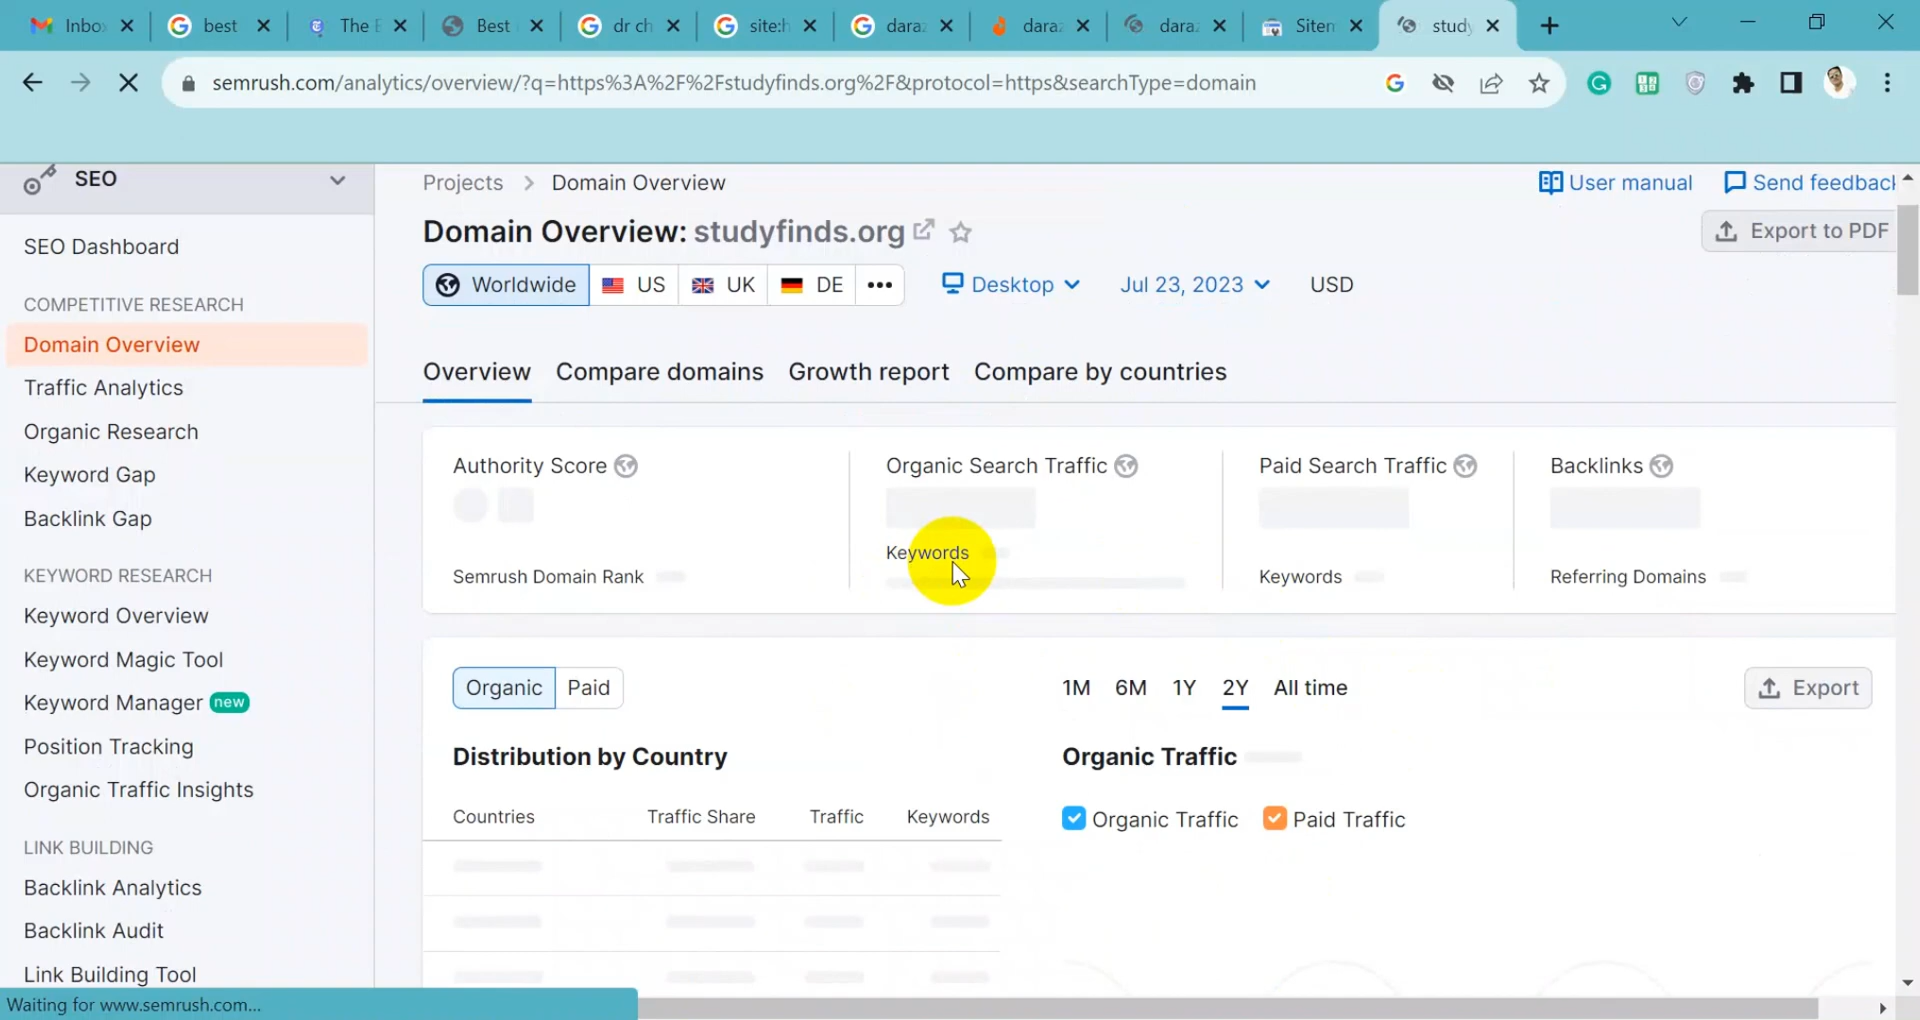 Inbo
best
The E
Best
dr ch
site:h
daraz
daraz
daraz
Sitem
study
semrush.com/analytics/overview/?q=https%3A%2F%2Fstudyfinds.org%2F&protocol=https&searchType=domain
SEO
SEO Dashboard
COMPETITIVE RESEARCH
Domain Overview
Traffic Analytics
Organic Research
Keyword Gap
Backlink Gap
KEYWORD RESEARCH
Keyword Overview
Keyword Magic Tool
Keyword Manager new
Position Tracking
Organic Traffic Insights
LINK BUILDING
Backlink Analytics
Backlink Audit
Link Building Tool
Waiting for www.semrush.com...
Projects > Domain Overview
User manual
Send feedback
Domain Overview: studyfinds.org
Export to PDF
Worldwide US UK DE •••
Desktop
Jul 23, 2023
USD
Overview Compare domains Growth report Compare by countries
Authority Score
Semrush Domain Rank
Organic Search Traffic
Keywords
Paid Search Traffic
Keywords
Backlinks
Referring Domains
Organic Paid
1M 6M 1Y 2Y All time
Export
Distribution by Country
Countries Traffic Share Traffic Keywords
Organic Traffic
Organic Traffic Paid Traffic